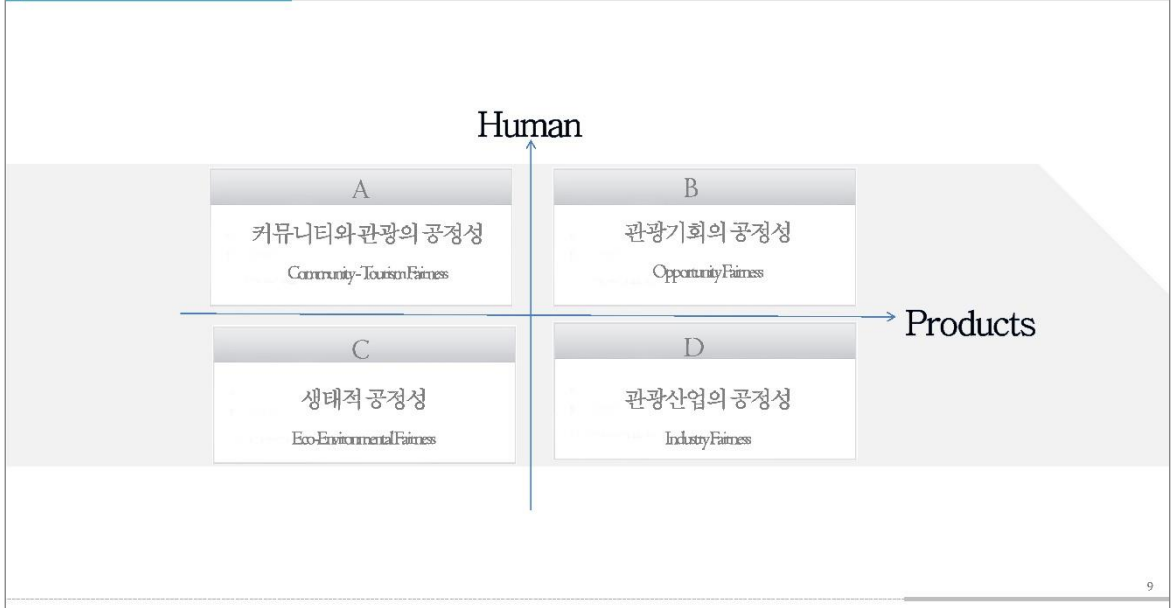 Human
A
커뮤니티와 관광의 공정성
Community-Tourism Fairness
B
관광기회의 공정성
Opportunity Fairness
Products
C
생태적 공정성
Eco-Environmental Fairness
D
관광산업의 공정성
Industry Fairness
9